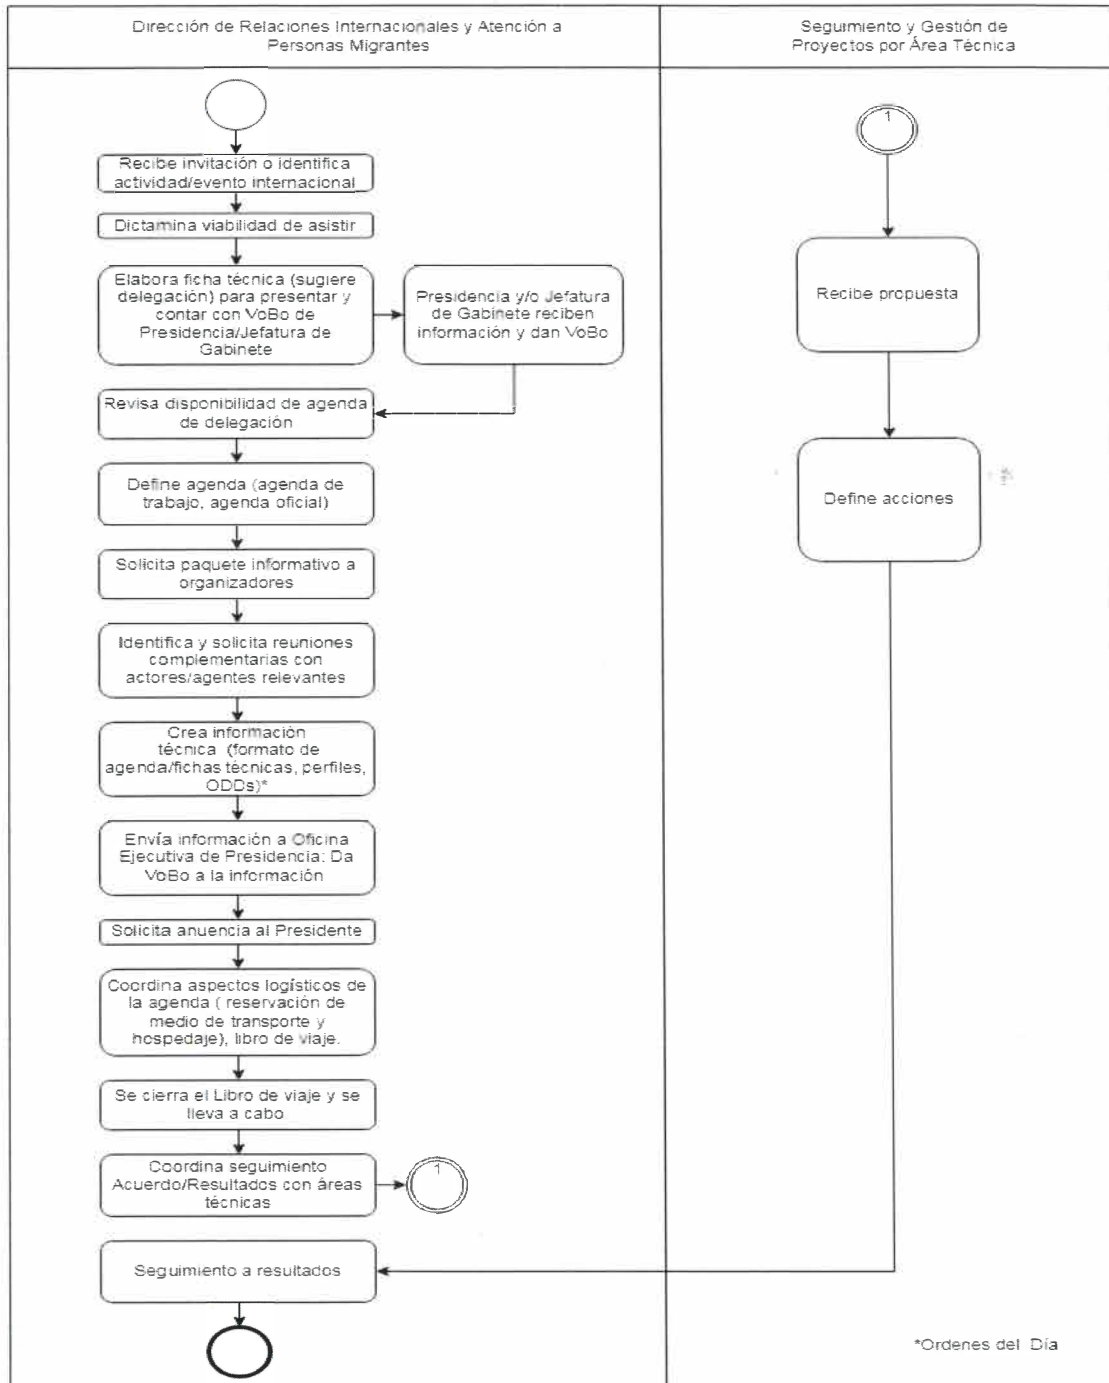 Dirección de Relaciones Internacionales y Atención a
Personas Migrantes
Seguimiento y Gestión de
Proyectos por Área Técnica
Recibe invitación o identifica
actividad/evento internacional
Dictamina viabilidad de asistir
Elabora ficha técnica (sugiere
delegación) para presentar y
contar con VoBo de
Presidencia/Jefatura de
Gabinete
Presidencia y/o Jefatura
de Gabinete reciben
información y dan VoBo
Revisa disponibilidad de agenda
de delegación
Define agenda (agenda de
trabajo, agenda oficial)
Solicita paquete informativo a
organizadores
Identifica y solicita reuniones
complementarias con
actores/agentes relevantes
Crea información
técnica (formato de
agenda/fichas técnicas, perfiles,
ODDs)*
Envía información a Oficina
Ejecutiva de Presidencia: Da
VoBo a la información
Solicita anuencia al Presidente
Coordina aspectos logísticos de
la agenda ( reservación de
medio de transporte y
hospedaje), libro de viaje.
Se cierra el Libro de viaje y se
lleva a cabo
Coordina seguimiento
Acuerdo/Resultados con áreas
técnicas
1
Seguimiento a resultados
1
Recibe propuesta
Define acciones
*Ordenes del Día